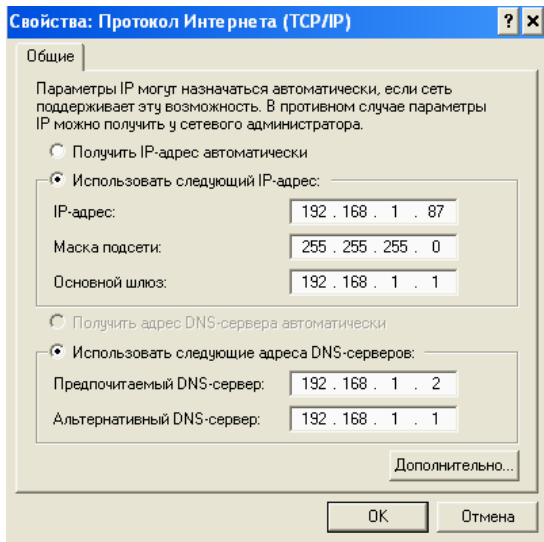 Свойства: Протокол Интернета (TCP/IP)
Общие
Параметры IP могут назначаться автоматически, если сеть
поддерживает эту возможность. В противном случае параметры
IP можно получить у сетевого администратора.
Получить IP-адрес автоматически
Использовать следующий IP-адрес:
IP-адрес: 192 . 168 . 1 . 87
Маска подсети: 255 . 255 . 255 . 0
Основной шлюз: 192 . 168 . 1 . 1
Получить адрес DNS-сервера автоматически
Использовать следующие адреса DNS-серверов:
Предпочитаемый DNS-сервер: 192 . 168 . 1 . 2
Альтернативный DNS-сервер: 192 . 168 . 1 . 1
Дополнительно...
OK Отмена